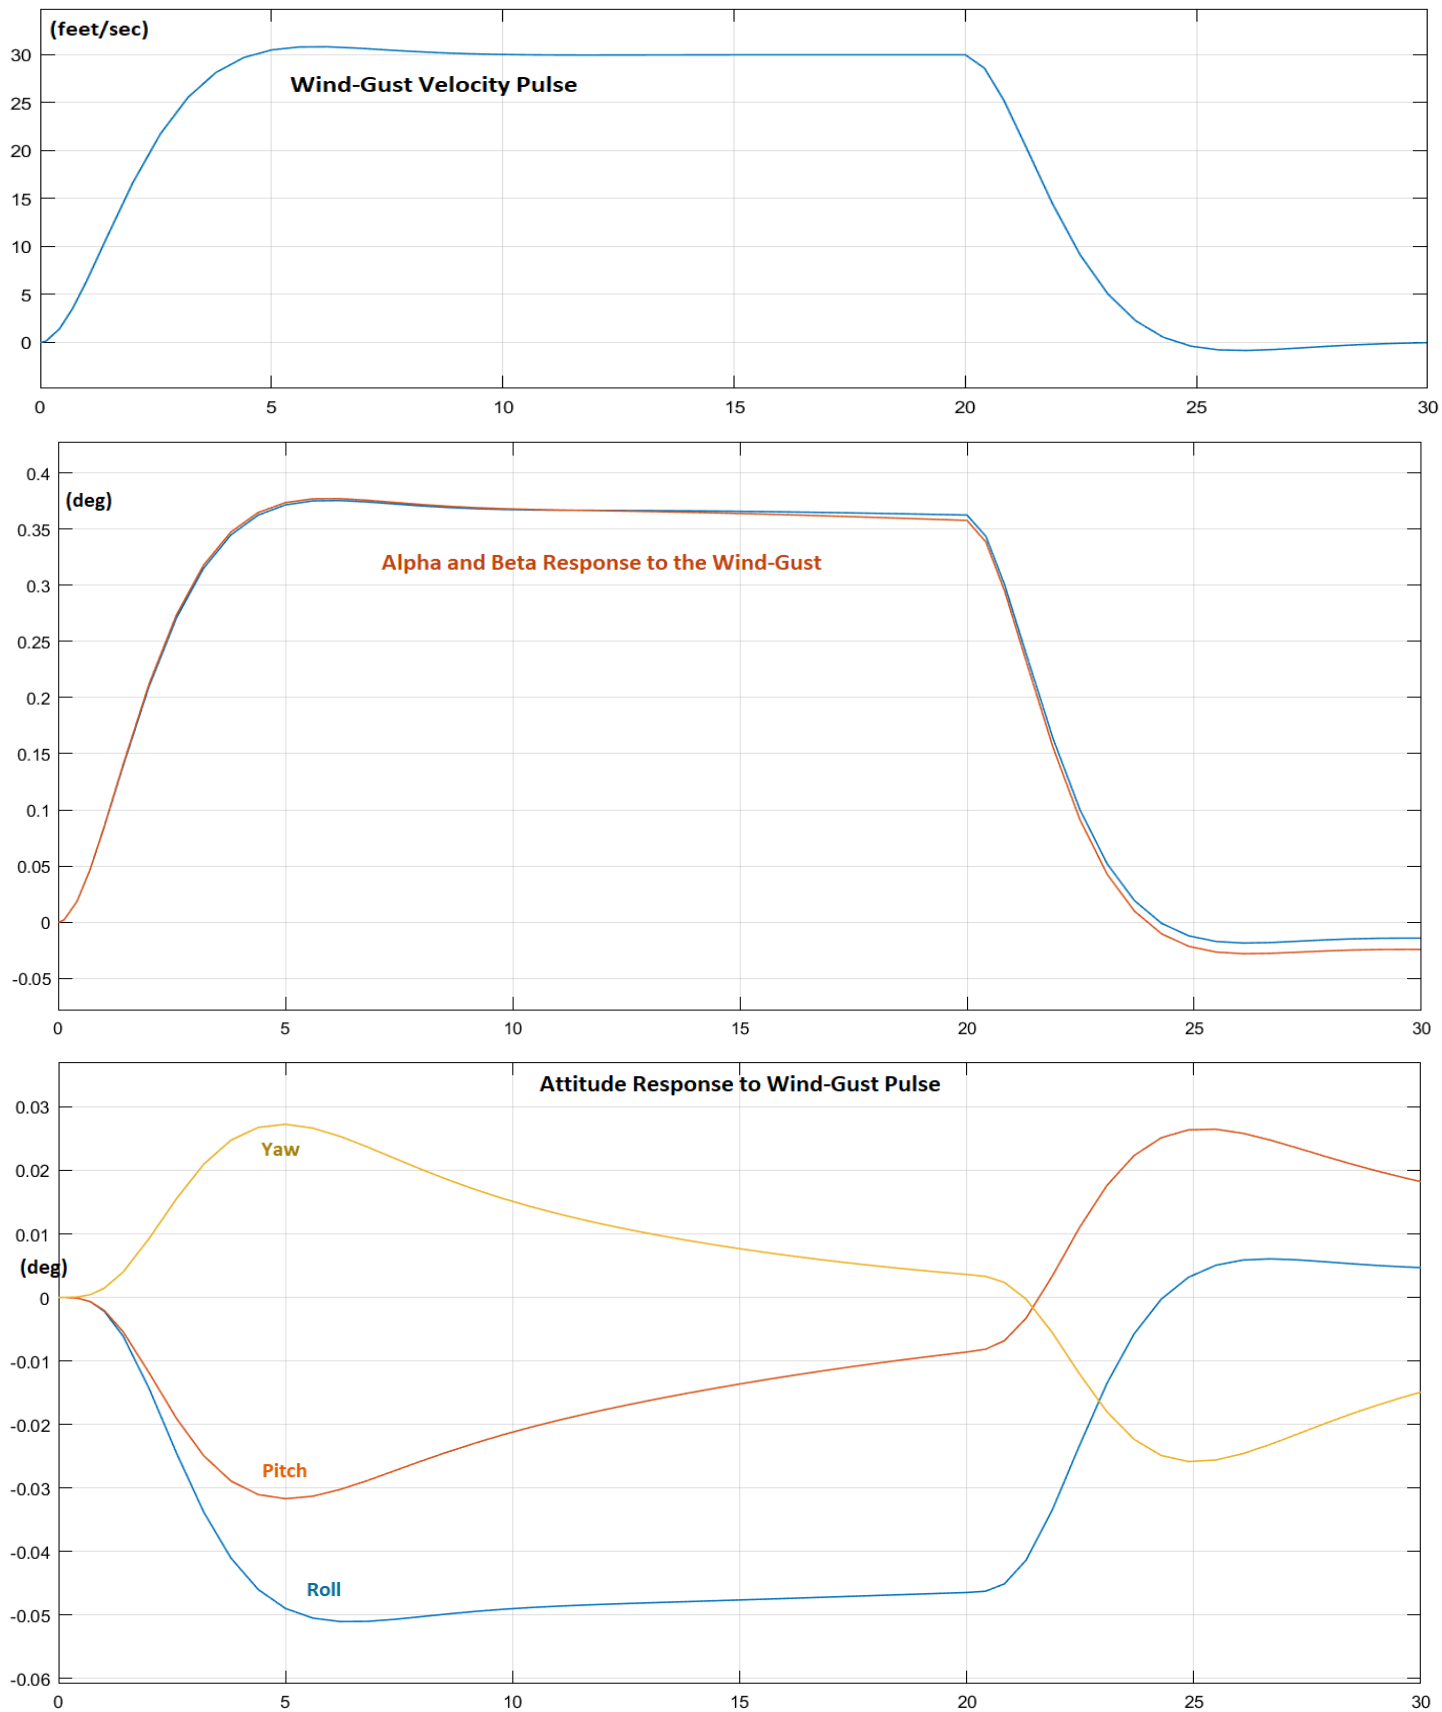 (feet/sec)
30
Wind-Gust Velocity Pulse
25
20
15
10
5
0
0 5 10 15 20 25 30
0.4
(deg)
0.35
Alpha and Beta Response to the Wind-Gust
0.3
0.25
0.2
0.15
0.1
0.05
0
-0.05
0 5 10 15 20 25 30
Attitude Response to Wind-Gust Pulse
0.03
Yaw
0.02
0.01
(deg)
0
-0.01
-0.02
Pitch
-0.03
-0.04
Roll
-0.05
-0.06
0 5 10 15 20 25 30